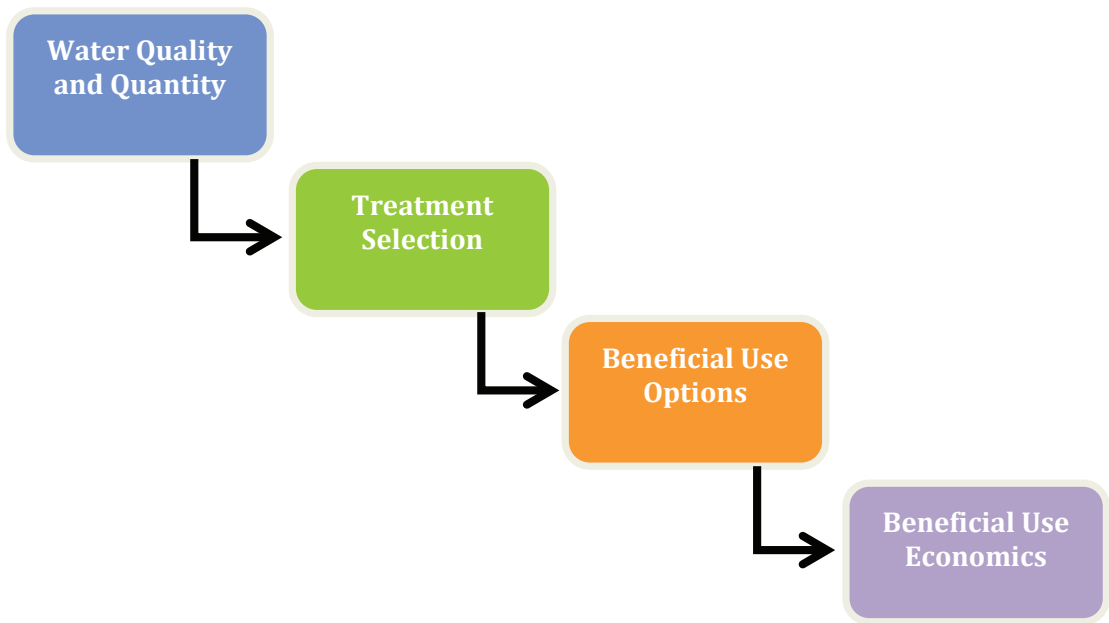 Water Quality
and Quantity
Treatment
Selection
Beneficial Use
Options
Beneficial Use
Economics